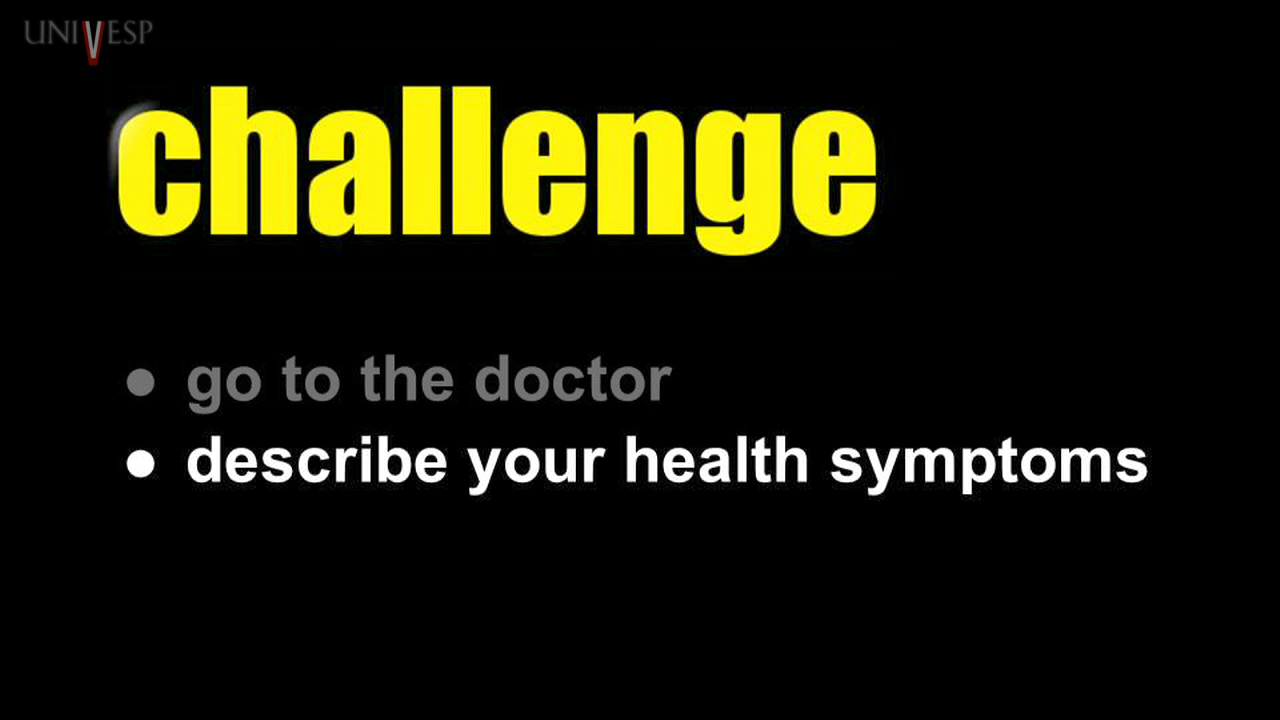 UNIVESP
challenge
● go to the doctor
● describe your health symptoms